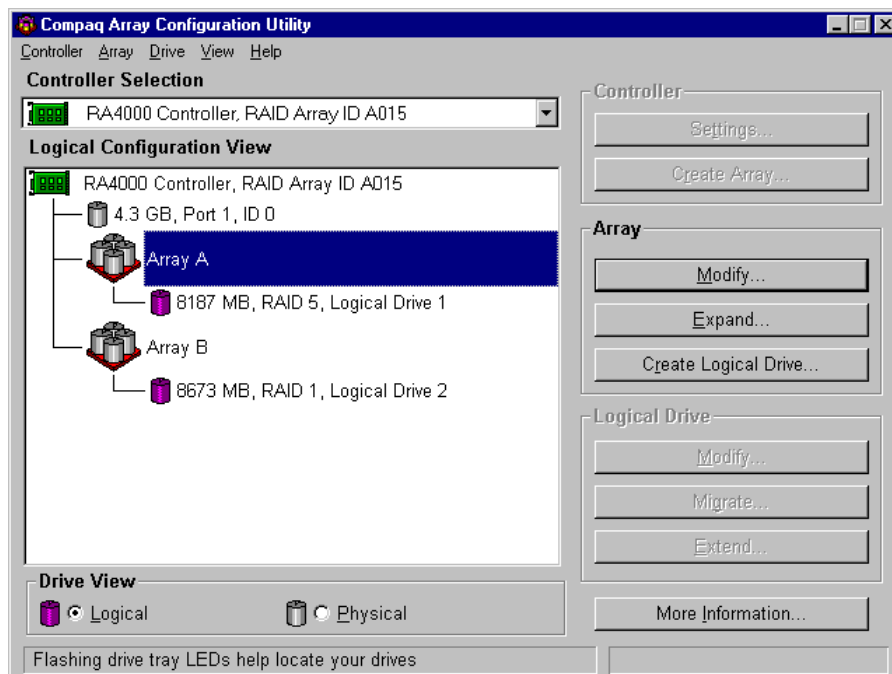 Compaq Array Configuration Utility
Controller Array Drive View Help
Controller Selection
RA4000 Controller, RAID Array ID A015
Logical Configuration View
RA4000 Controller, RAID Array ID A015
4.3 GB, Port 1, ID 0
Array A
8187 MB, RAID 5, Logical Drive 1
Array B
8673 MB, RAID 1, Logical Drive 2
Drive View
Logical
Physical
Flashing drive tray LEDs help locate your drives
Controller
Settings...
Create Array...
Array
Modify...
Expand...
Create Logical Drive...
Logical Drive
Modify...
Migrate...
Extend...
More Information...